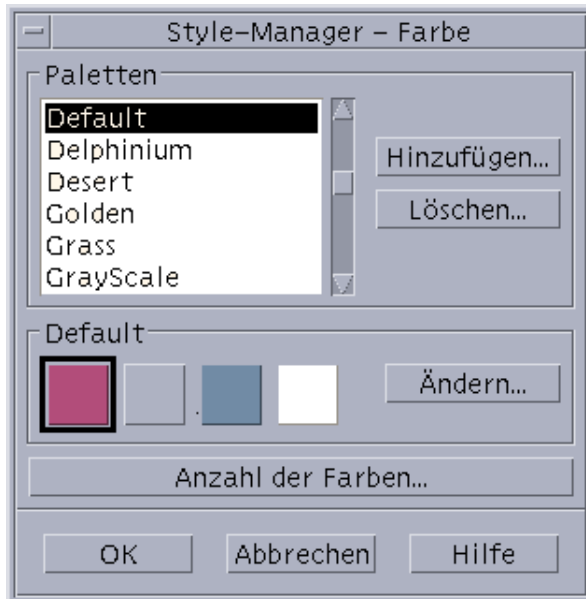 Style-Manager - Farbe
Paletten
Default
Delphinium
Desert
Golden
Grass
GrayScale
Hinzufügen...
Löschen...
Default
Ändern...
Anzahl der Farben...
OK
Abbrechen
Hilfe